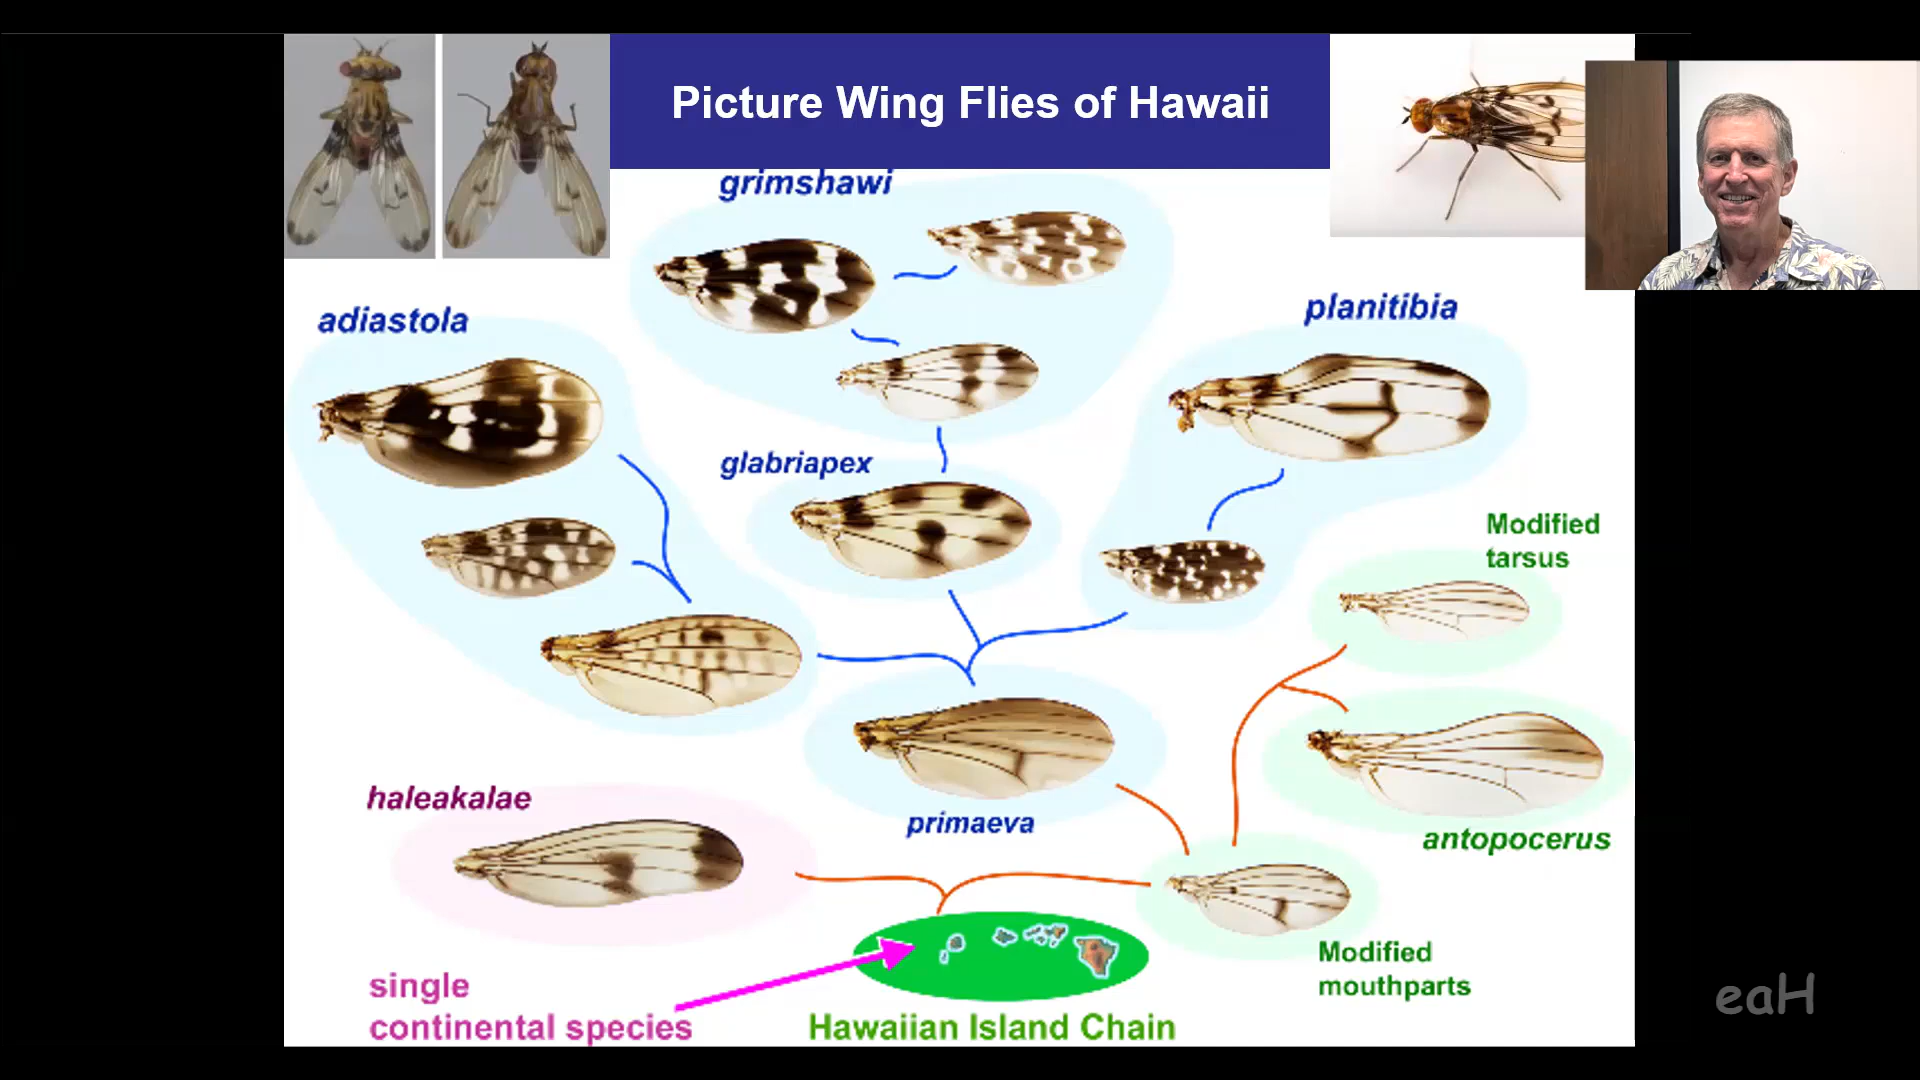 Picture Wing Flies of Hawaii
grimshawi
adiastola
planitibia
glabriapex
Modified
tarsus
haleakalae
primaeva
antopocerus
Modified
mouthparts
single
continental species
Hawaiian Island Chain
eaH